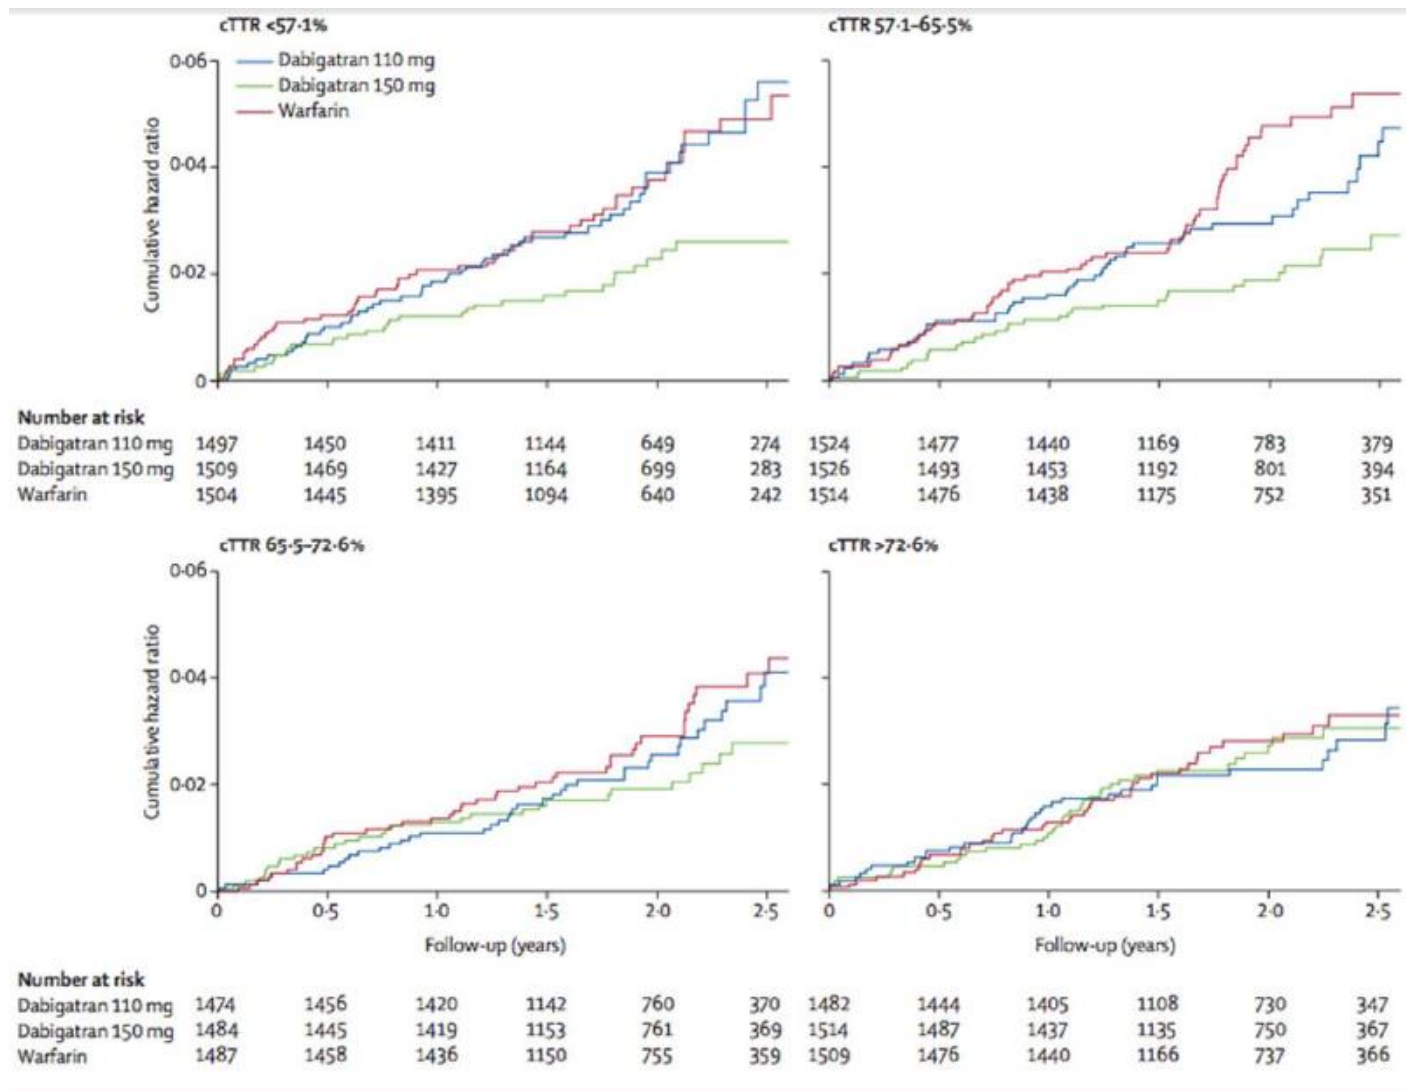 cTTR <57·1%
cTTR 57·1–65·5%
Dabigatran 110 mg
Dabigatran 150 mg
Warfarin
Cumulative hazard ratio
0·06
0·04
0·02
0
Number at risk
Dabigatran 110 mg 1497 1450 1411 1144 649 274 1524 1477 1440 1169 783 379
Dabigatran 150 mg 1509 1469 1427 1164 699 283 1526 1493 1453 1192 801 394
Warfarin 1504 1445 1395 1094 640 242 1514 1476 1438 1175 752 351
cTTR 65·5–72·6%
cTTR >72·6%
Cumulative hazard ratio
0·06
0·04
0·02
0
0 0·5 1·0 1·5 2·0 2·5 0 0·5 1·0 1·5 2·0 2·5
Follow-up (years) Follow-up (years)
Number at risk
Dabigatran 110 mg 1474 1456 1420 1142 760 370 1482 1444 1405 1108 730 347
Dabigatran 150 mg 1484 1445 1419 1153 761 369 1514 1487 1437 1135 750 367
Warfarin 1487 1458 1436 1150 755 359 1509 1476 1440 1166 737 366